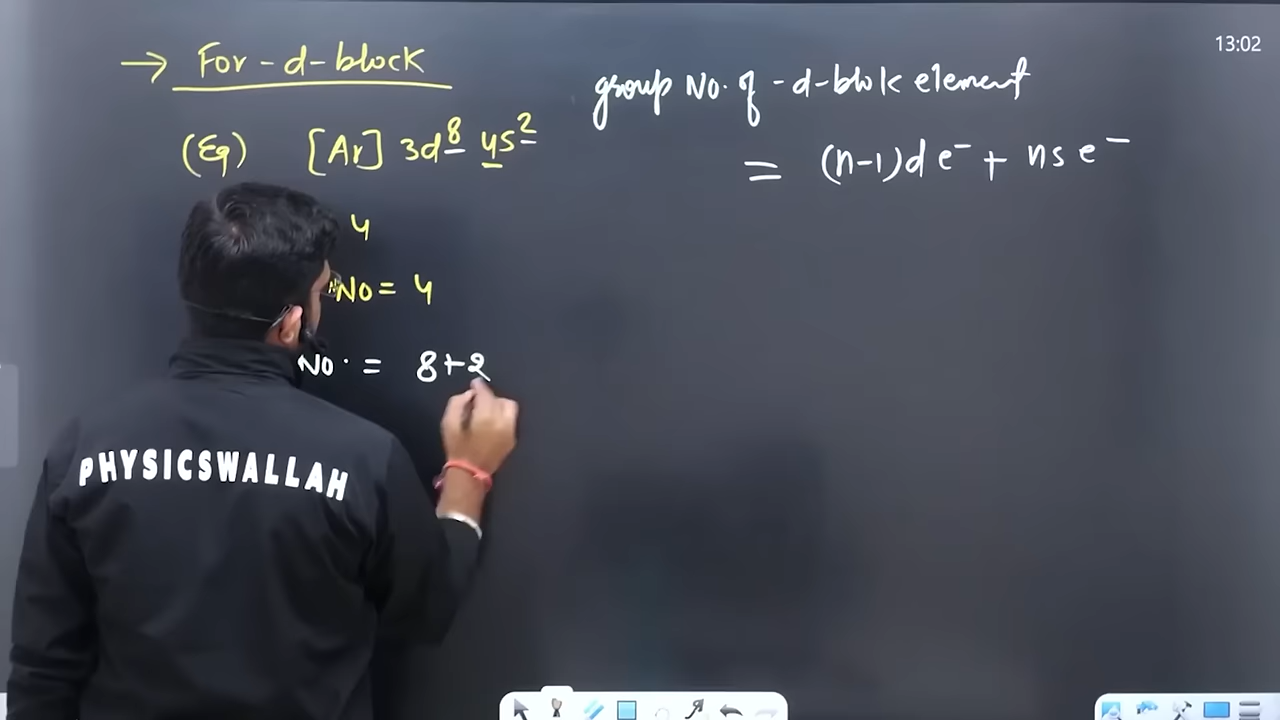 → For-d-block
(Eg) [Ar] 3d⁸ 4s²
4
No = 4
No. = 8+2
group No. of -d-blok element
= (n-1)d e⁻ + ns e⁻
13:02
PHYSICSWALLAH